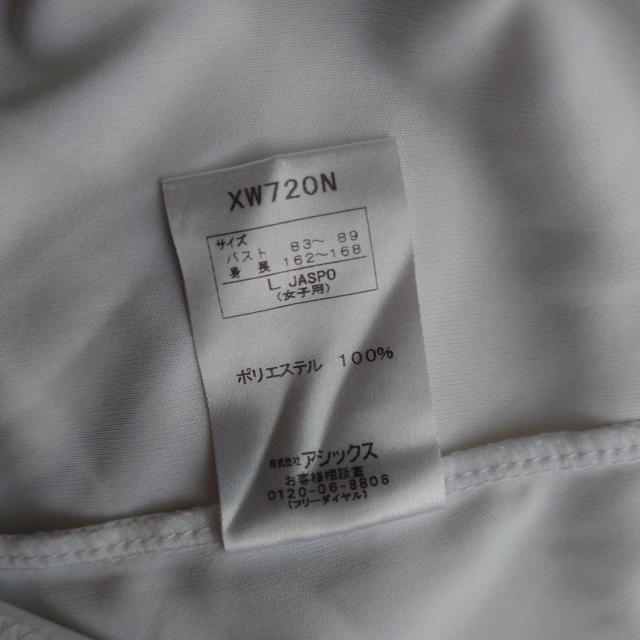 XW720N
サイズ
バスト 83～ 89
身 長 162～168
L JASPO
(女子用)
ポリエステル 100%
株式会社 アシックス
お客様相談室
0120-06-8806
(フリーダイヤル)